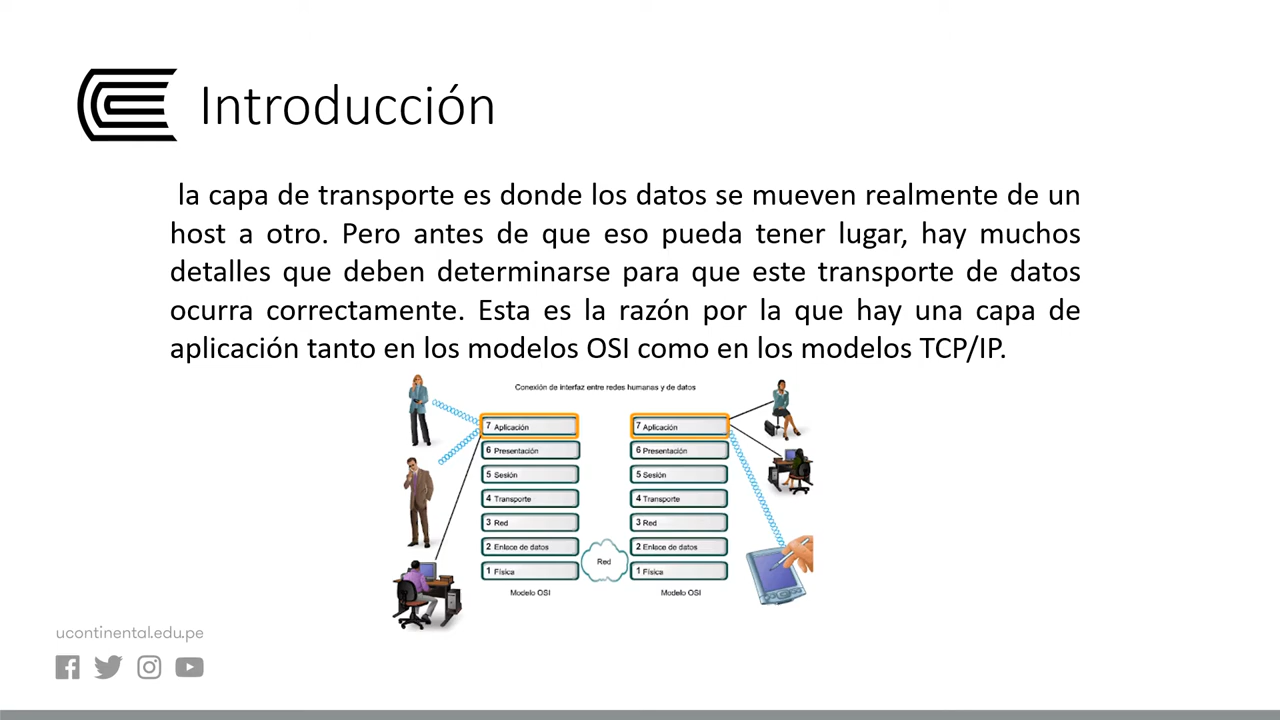 Introducción
la capa de transporte es donde los datos se mueven realmente de un
host a otro. Pero antes de que eso pueda tener lugar, hay muchos
detalles que deben determinarse para que este transporte de datos
ocurra correctamente. Esta es la razón por la que hay una capa de
aplicación tanto en los modelos OSI como en los modelos TCP/IP.
Conexión de interfaz entre redes humanas y de datos
7 Aplicación
6 Presentación
5 Sesión
4 Transporte
3 Red
2 Enlace de datos
1 Física
Modelo OSI
Red
7 Aplicación
6 Presentación
5 Sesión
4 Transporte
3 Red
2 Enlace de datos
1 Física
Modelo OSI
ucontinental.edu.pe